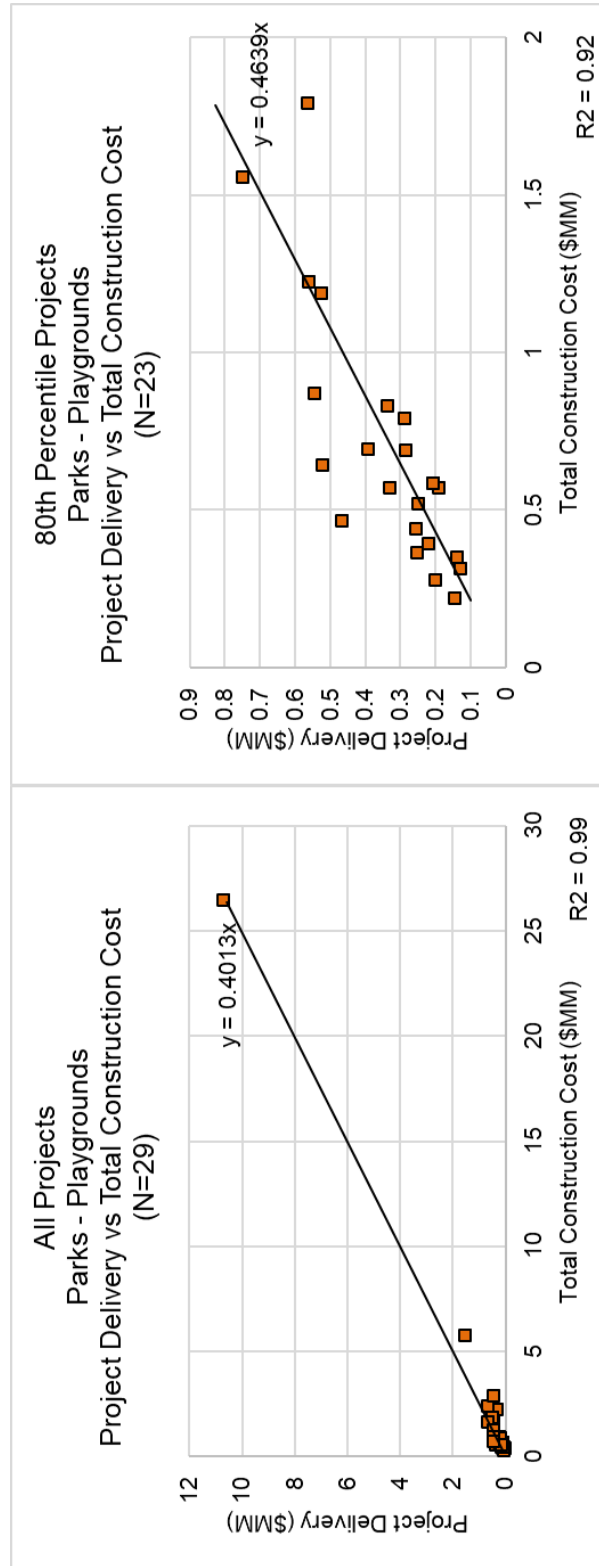 All Projects
Parks - Playgrounds
Project Delivery vs Total Construction Cost
(N=29)
12
10
8
6
4
2
0
Project Delivery ($MM)
y = 0.4013x
0
5
10
15
20
25
30
Total Construction Cost ($MM)
R2 = 0.99
80th Percentile Projects
Parks - Playgrounds
Project Delivery vs Total Construction Cost
(N=23)
0.9
0.8
0.7
0.6
0.5
0.4
0.3
0.2
0.1
0
Project Delivery ($MM)
y = 0.4639x
0
0.5
1
1.5
2
Total Construction Cost ($MM)
R2 = 0.92